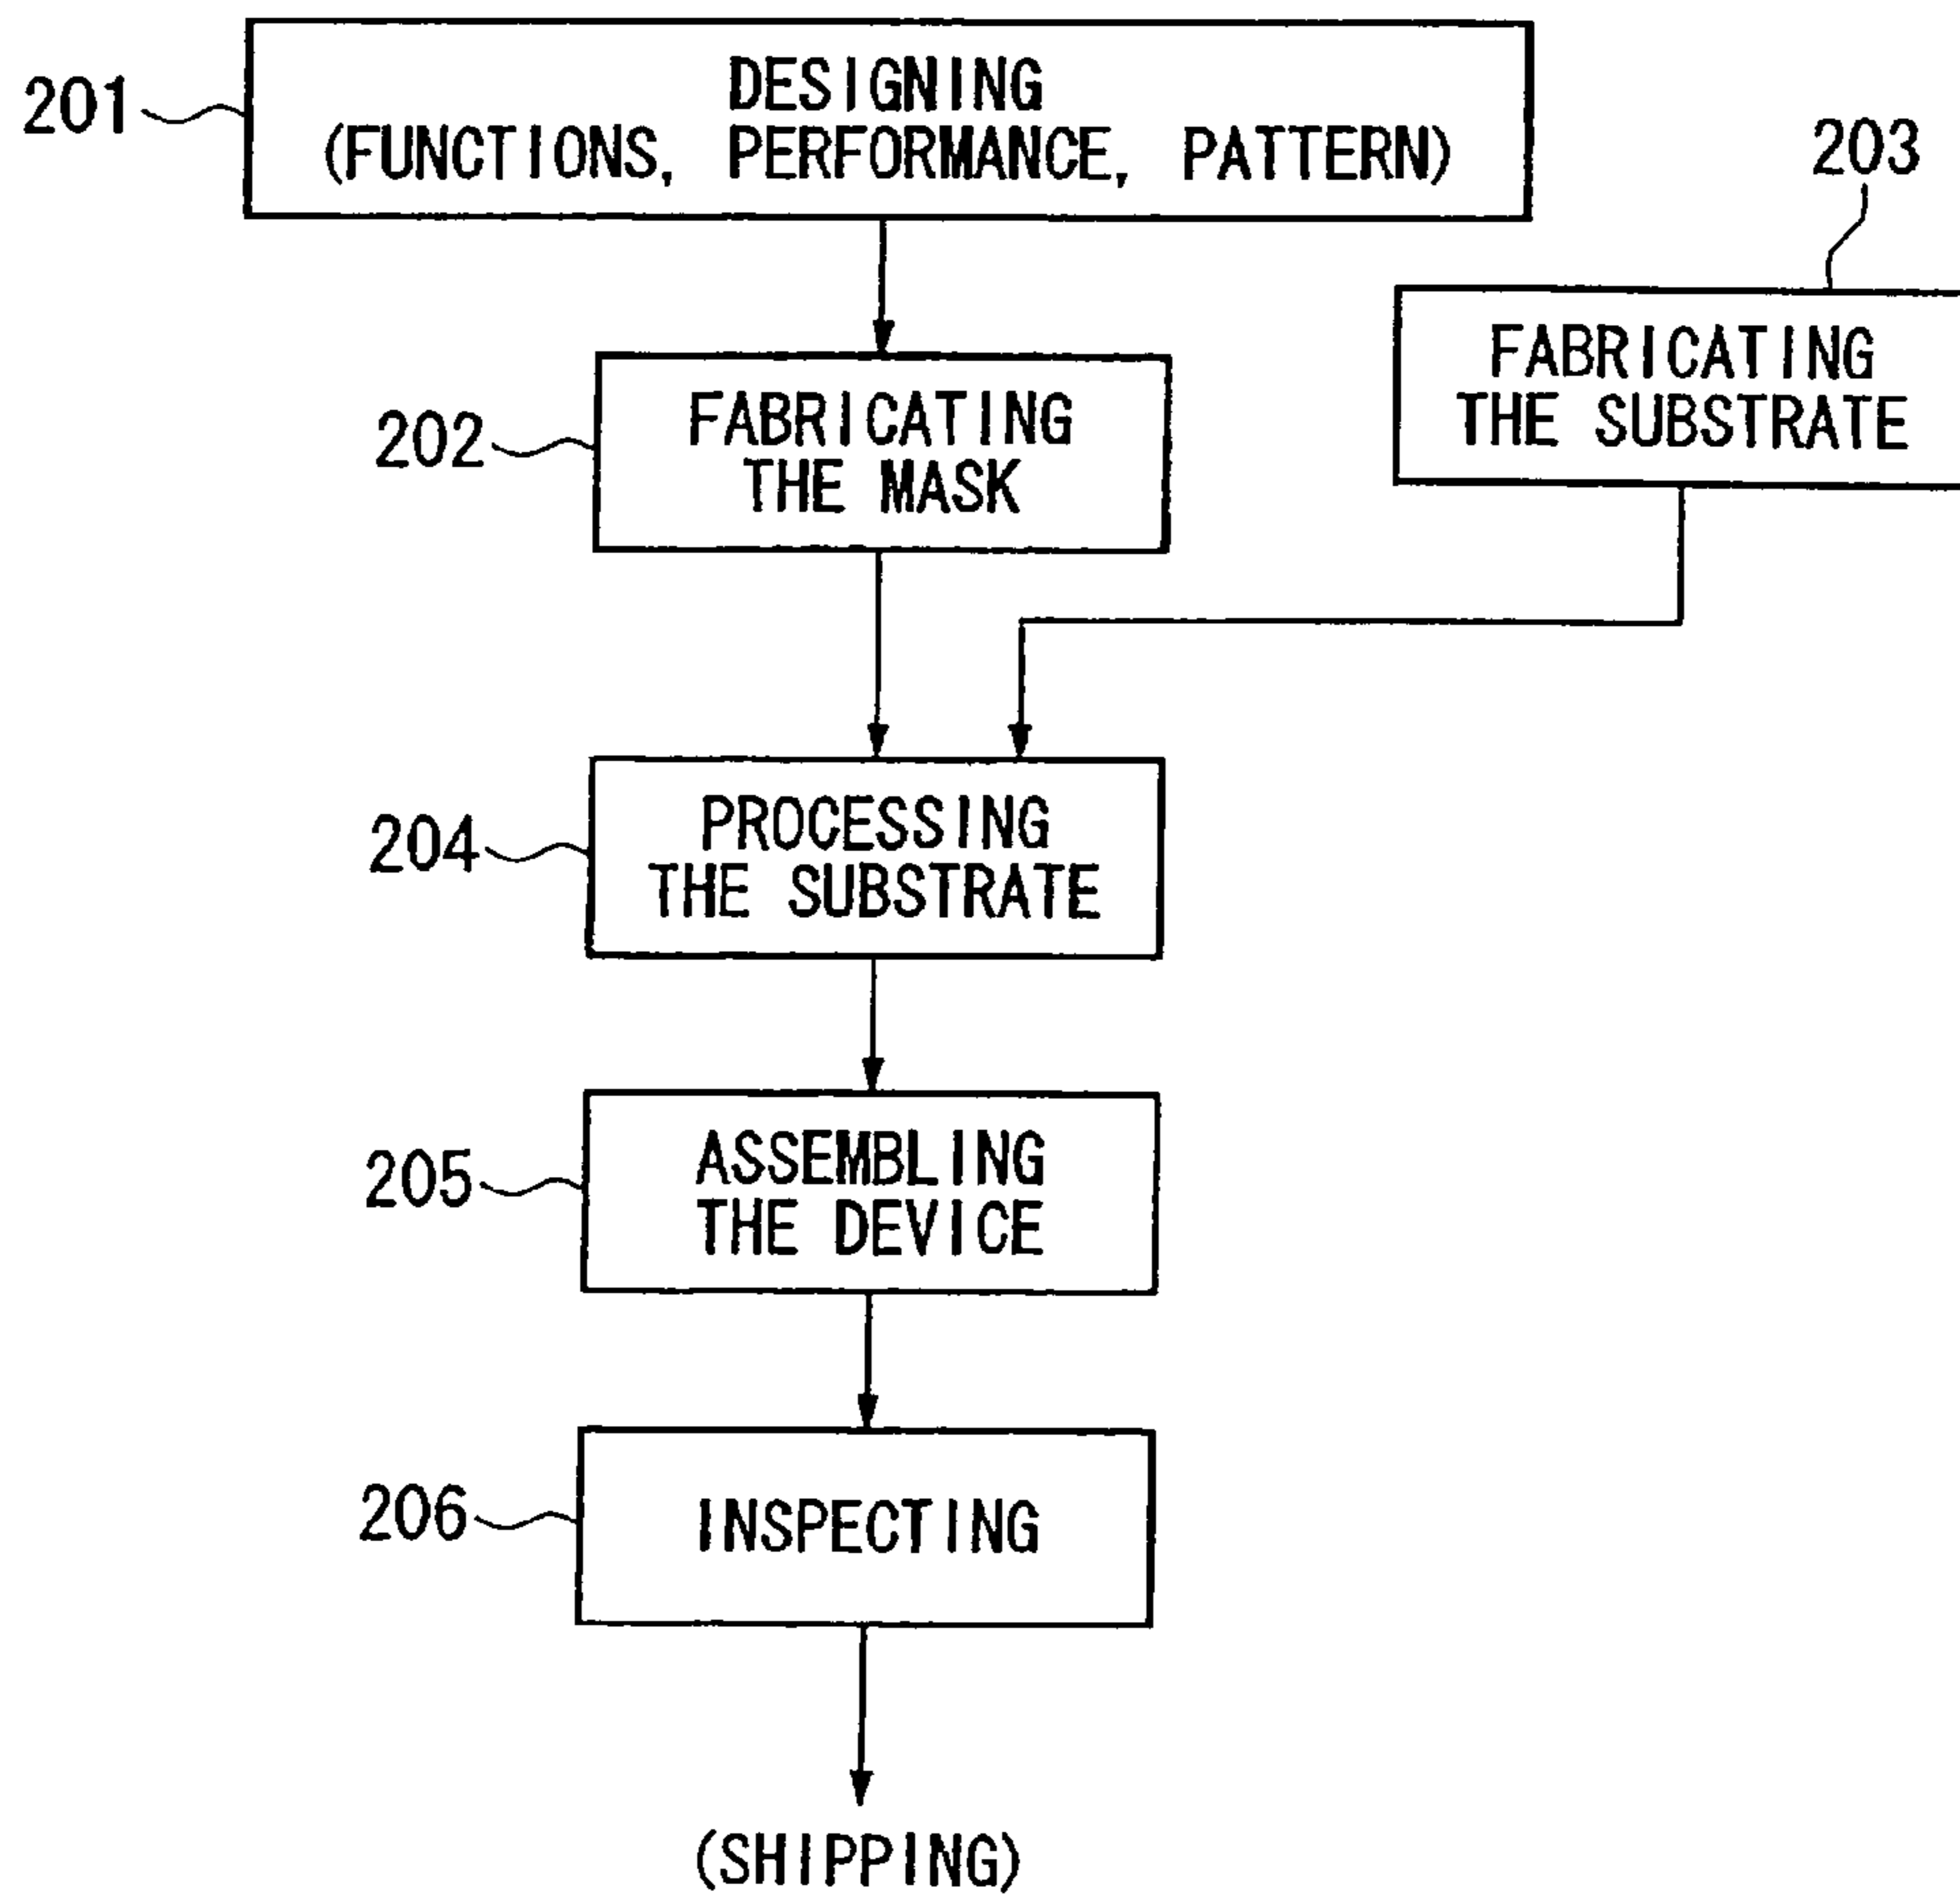 201
DESIGNING
(FUNCTIONS, PERFORMANCE, PATTERN)
203
FABRICATING
THE SUBSTRATE
202
FABRICATING
THE MASK
204
PROCESSING
THE SUBSTRATE
205
ASSEMBLING
THE DEVICE
206
INSPECTING
(SHIPPING)